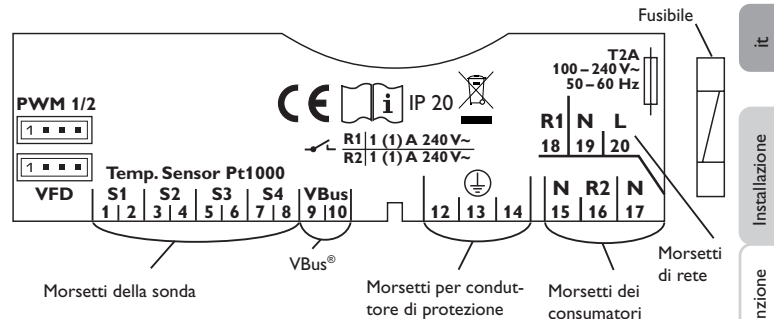 Fusibile
it
T2A
100 – 240 V~
50 – 60 Hz
CE
i
IP 20
PWM 1/2
1
1
VFD
R1 1 (1) A 240 V~
R2 1 (1) A 240 V~
R1 N L
18 19 20
Temp. Sensor Pt1000
S1 S2 S3 S4 VBus
1 2 3 4 5 6 7 8 9 10
12 13 14
N R2 N
15 16 17
Installazione
VBus®
Morsetti della sonda
Morsetti per condut-
tore di protezione
Morsetti dei
consumatori
Morsetti
di rete